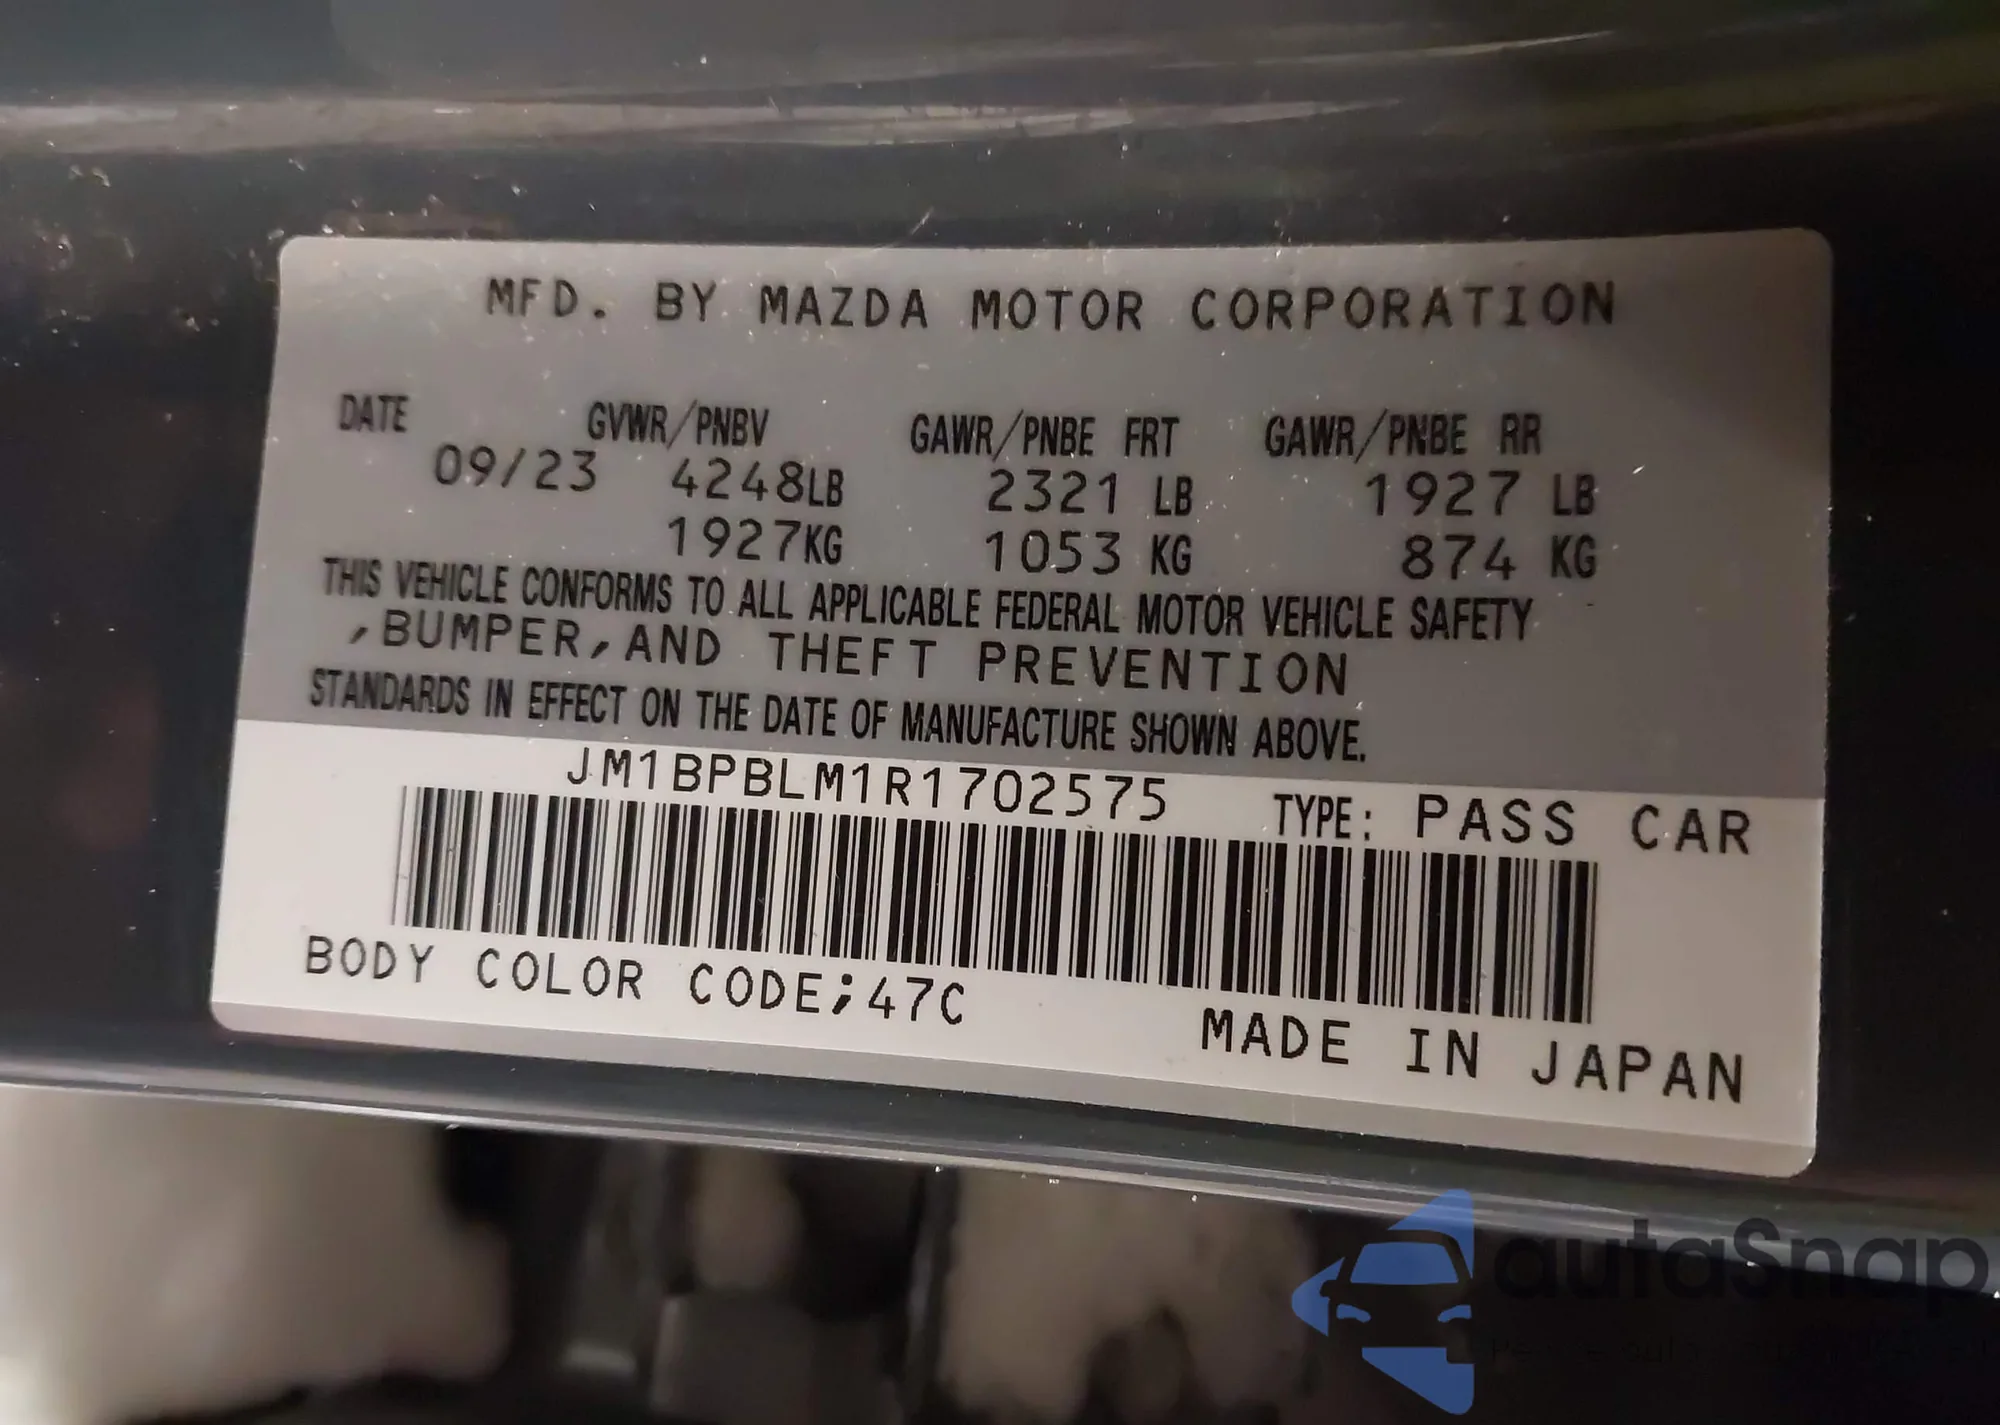 MFD. BY MAZDA MOTOR CORPORATION
DATE GVWR/PNBV GAWR/PNBE FRT GAWR/PNBE RR
09/23 4248LB 2321 LB 1927 LB
1927KG 1053 KG 874 KG
THIS VEHICLE CONFORMS TO ALL APPLICABLE FEDERAL MOTOR VEHICLE SAFETY
,BUMPER,AND THEFT PREVENTION
STANDARDS IN EFFECT ON THE DATE OF MANUFACTURE SHOWN ABOVE.
JM1BPBLM1R1702575 TYPE: PASS CAR
BODY COLOR CODE;47C
MADE IN JAPAN
autaSnap